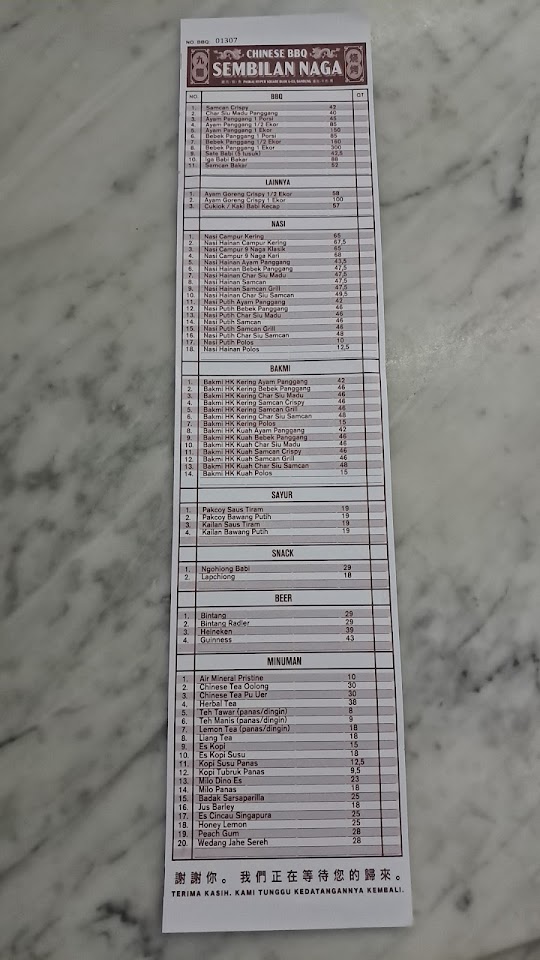 NO. BBQ. 01307
九龍
CHINESE BBQ
SEMBILAN NAGA
燒烤
NO. BBQ QT
1. Samcan Crispy 42
2. Char Siu Madu Panggang 40
3. Ayam Panggang 1 Porsi 45
4. Ayam Panggang 1/2 Ekor 85
5. Ayam Panggang 1 Ekor 150
6. Bebek Panggang 1 Porsi 85
7. Bebek Panggang 1/2 Ekor 160
8. Bebek Panggang 1 Ekor 300
9. Sate Babi (5 tusuk) 42,5
10. Iga Babi Bakar 88
11. Samcan Bakar 52
LAINNYA
1. Ayam Goreng Crispy 1/2 Ekor 58
2. Ayam Goreng Crispy 1 Ekor 100
3. Cukiok / Kaki Babi Kecap 57
NASI
1. Nasi Campur Kering 65
2. Nasi Hainan Campur Kering 67,5
3. Nasi Campur 9 Naga Klasik 65
4. Nasi Campur 9 Naga Kari 68
5. Nasi Hainan Ayam Panggang 43,5
6. Nasi Hainan Bebek Panggang 47,5
7. Nasi Hainan Char Siu Madu 47,5
8. Nasi Hainan Samcan 47,5
9. Nasi Hainan Samcan Grill 47,5
10. Nasi Hainan Char Siu Samcan 49,5
11. Nasi Putih Ayam Panggang 42
12. Nasi Putih Bebek Panggang 46
13. Nasi Putih Char Siu Madu 46
14. Nasi Putih Samcan 46
15. Nasi Putih Samcan Grill 46
16. Nasi Putih Char Siu Samcan 48
17. Nasi Putih Polos 10
18. Nasi Hainan Polos 12,5
BAKMI
1. Bakmi HK Kering Ayam Panggang 42
2. Bakmi HK Kering Bebek Panggang 46
3. Bakmi HK Kering Char Siu Madu 46
4. Bakmi HK Kering Samcan Crispy 46
5. Bakmi HK Kering Samcan Grill 46
6. Bakmi HK Kering Char Siu Samcan 48
7. Bakmi HK Kering Polos 15
8. Bakmi HK Kuah Ayam Panggang 42
9. Bakmi HK Kuah Bebek Panggang 46
10. Bakmi HK Kuah Char Siu Madu 46
11. Bakmi HK Kuah Samcan Crispy 46
12. Bakmi HK Kuah Samcan Grill 46
13. Bakmi HK Kuah Char Siu Samcan 48
14. Bakmi HK Kuah Polos 15
SAYUR
1. Pakcoy Saus Tiram 19
2. Pakcoy Bawang Putih 19
3. Kailan Saus Tiram 19
4. Kailan Bawang Putih 19
SNACK
1. Ngohiong Babi 29
2. Lapchiong 18
BEER
1. Bintang 29
2. Bintang Radler 29
3. Heineken 39
4. Guinness 43
MINUMAN
1. Air Mineral Pristine 10
2. Chinese Tea Oolong 30
3. Chinese Tea Pu Uer 30
4. Herbal Tea 38
5. Teh Tawar (panas/dingin) 8
6. Teh Manis (panas/dingin) 9
7. Lemon Tea (panas/dingin) 18
8. Liang Tea 18
9. Es Kopi 15
10. Es Kopi Susu 18
11. Kopi Susu Panas 12,5
12. Kopi Tubruk Panas 9,5
13. Milo Dino Es 23
14. Milo Panas 18
15. Badak Sarsaparilla 25
16. Jus Barley 18
17. Es Cincau Singapura 25
18. Honey Lemon 25
19. Peach Gum 28
20. Wedang Jahe Sereh 28
謝謝你。我們正在等待您的歸來。
TERIMA KASIH. KAMI TUNGGU KEDATANGANNYA KEMBALI.